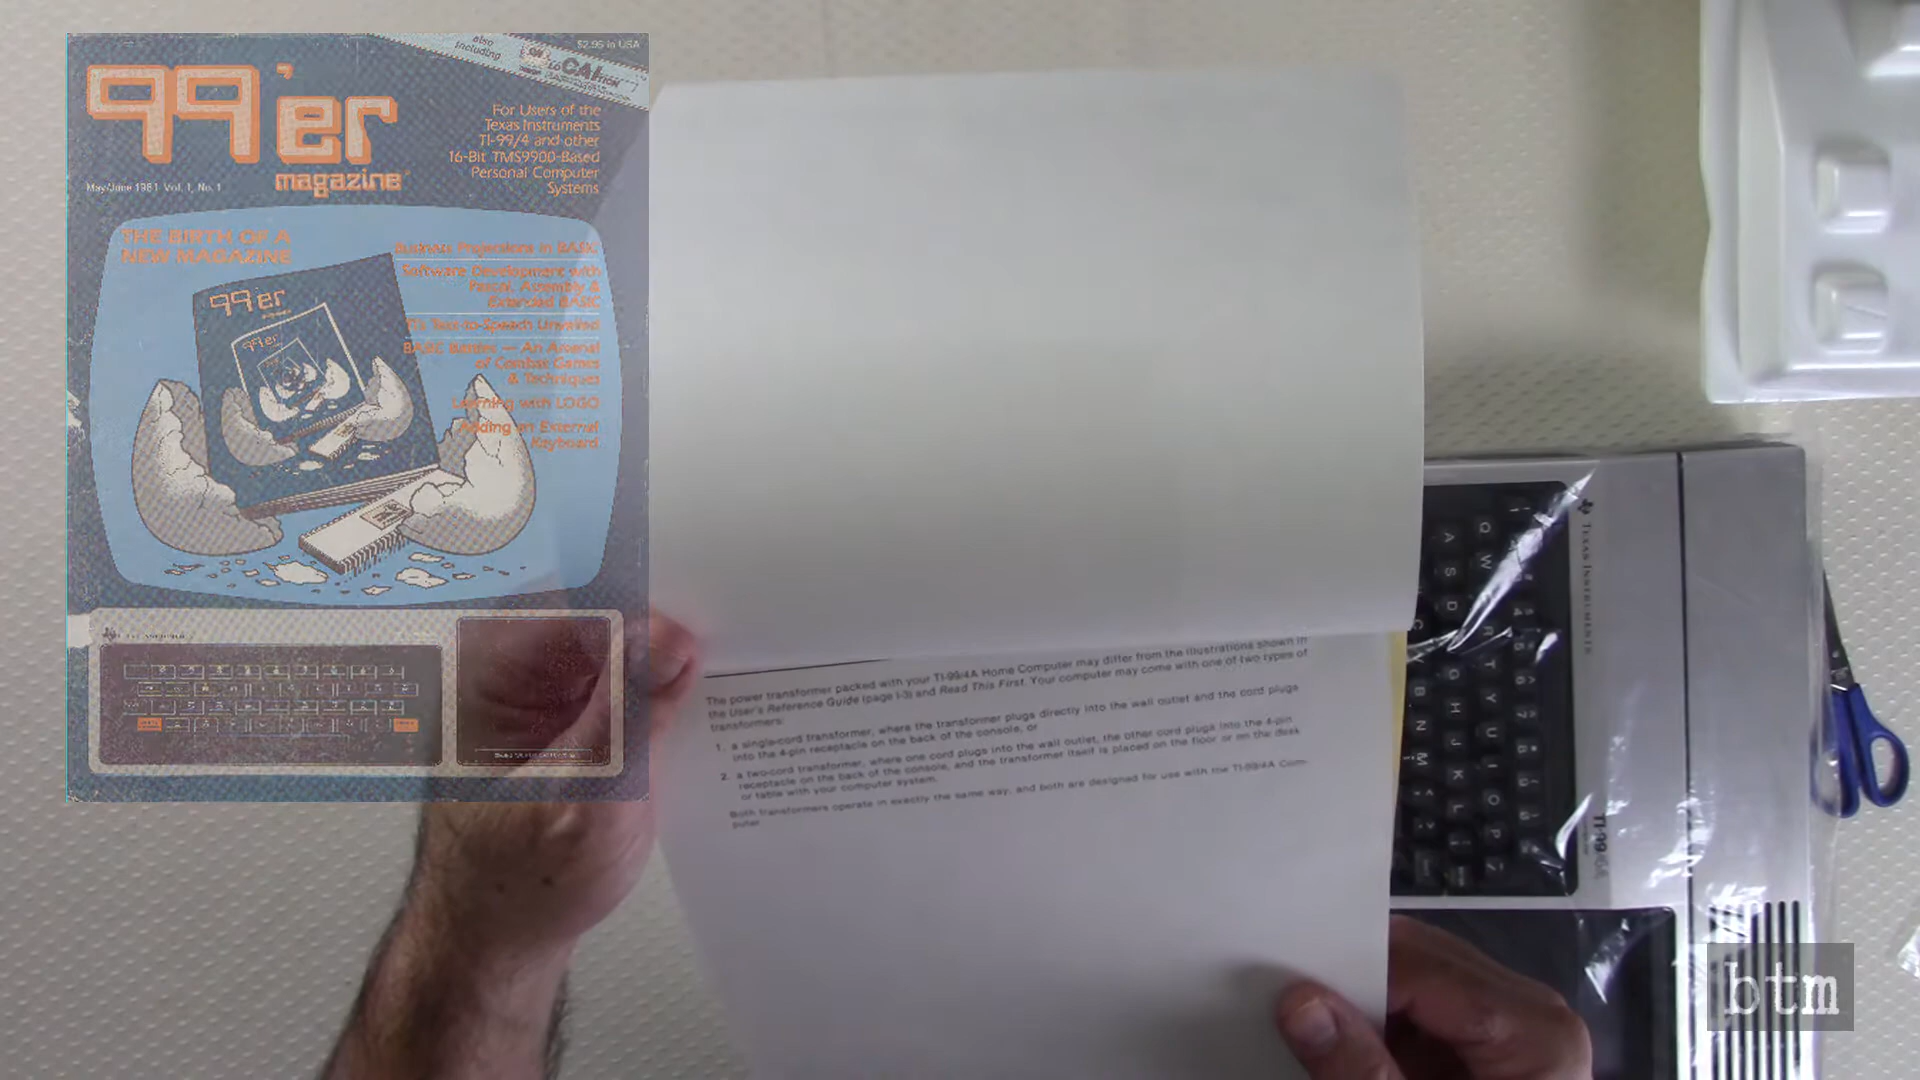 also
including
$2.95 in USA
LoCAItion
99'er
magazine
For Users of the
Texas Instruments
TI-99/4 and other
16-Bit TMS9900-Based
Personal Computer
Systems
May/June 1981 Vol. 1, No. 1
THE BIRTH OF A
NEW MAGAZINE
Business Projections in BASIC
Software Development with
Pascal, Assembly &
Extended BASIC
TI's Text-to-Speech Unveiled
BASE Battles — An Arsenal
of Combat Games
& Techniques
Learning with LOGO
Adding an External
Keyboard
99'er
99'er
The power transformer packed with your TI-99/4A Home Computer may differ from the illustrations shown in
the User's Reference Guide (page I-3) and Read This First. Your computer may come with one of two types of
transformers:
1. a single-cord transformer, where the transformer plugs directly into the wall outlet and the cord plugs
into the 4-pin receptacle on the back of the console, or
2. a two-cord transformer, where one cord plugs into the wall outlet, the other cord plugs into the 4-pin
receptacle on the back of the console, and the transformer itself is placed on the floor or on the desk
or table with your computer system.
Both transformers operate in exactly the same way, and both are designed for use with the TI-99/4A Com-
puter.
TEXAS INSTRUMENTS
TI-99/4A
Q W R T Y U I O P
A S D G H J K L
C B N M
btm